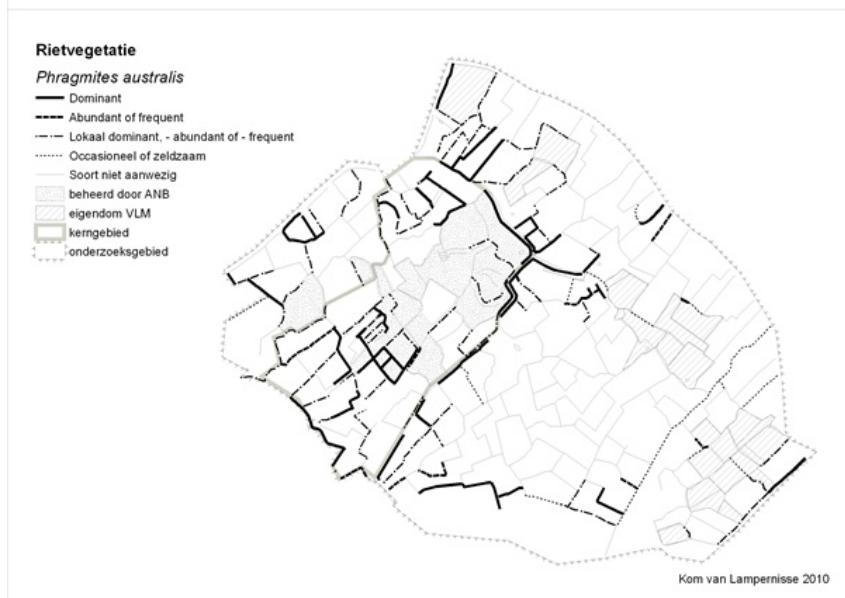 Rietvegetatie
Phragmites australis
Dominant
Abundant of frequent
Lokaal dominant, - abundant of - frequent
Occasioneel of zeldzaam
Soort niet aanwezig
beheerd door ANB
eigendom VLM
kerngebied
onderzoeksgebied
Kom van Lampernisse 2010